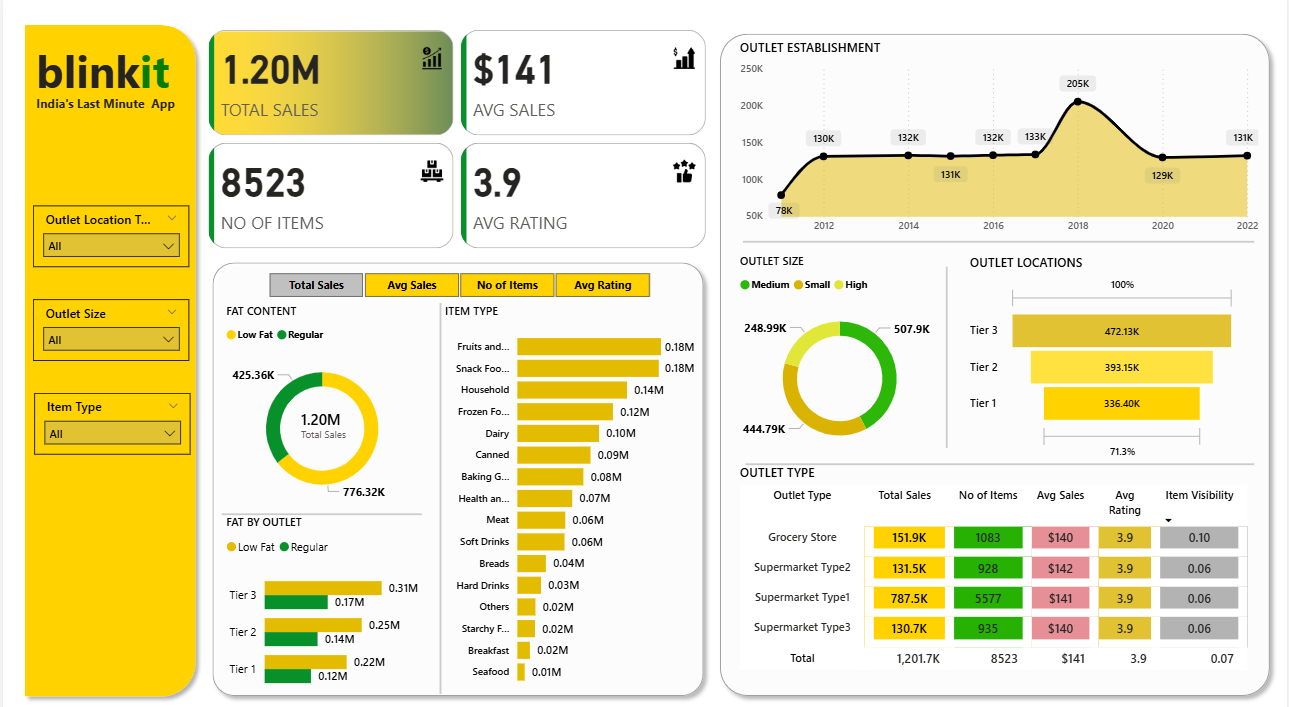 blinkit
India's Last Minute App
Outlet Location T...
All
Outlet Size
All
Item Type
All
1.20M
TOTAL SALES
$141
AVG SALES
8523
NO OF ITEMS
3.9
AVG RATING
Total Sales
Avg Sales
No of Items
Avg Rating
FAT CONTENT
Low Fat Regular
425.36K
1.20M
Total Sales
776.32K
FAT BY OUTLET
Low Fat Regular
Tier 3 0.31M
0.17M
Tier 2 0.25M
0.14M
Tier 1 0.22M
0.12M
ITEM TYPE
Fruits and... 0.18M
Snack Foo... 0.18M
Household 0.14M
Frozen Fo... 0.12M
Dairy 0.10M
Canned 0.09M
Baking G... 0.08M
Health an... 0.07M
Meat 0.06M
Soft Drinks 0.06M
Breads 0.04M
Hard Drinks 0.03M
Others 0.02M
Starchy F... 0.02M
Breakfast 0.02M
Seafood 0.01M
OUTLET ESTABLISHMENT
250K
200K
150K
100K
50K
78K
130K
132K
131K
132K
133K
205K
129K
131K
2012 2014 2016 2018 2020 2022
OUTLET SIZE
Medium Small High
248.99K
507.9K
444.79K
OUTLET LOCATIONS
100%
Tier 3 472.13K
Tier 2 393.15K
Tier 1 336.40K
71.3%
OUTLET TYPE
Outlet Type Total Sales No of Items Avg Sales Avg Rating Item Visibility
Grocery Store 151.9K 1083 $140 3.9 0.10
Supermarket Type2 131.5K 928 $142 3.9 0.06
Supermarket Type1 787.5K 5577 $141 3.9 0.06
Supermarket Type3 130.7K 935 $140 3.9 0.06
Total 1,201.7K 8523 $141 3.9 0.07